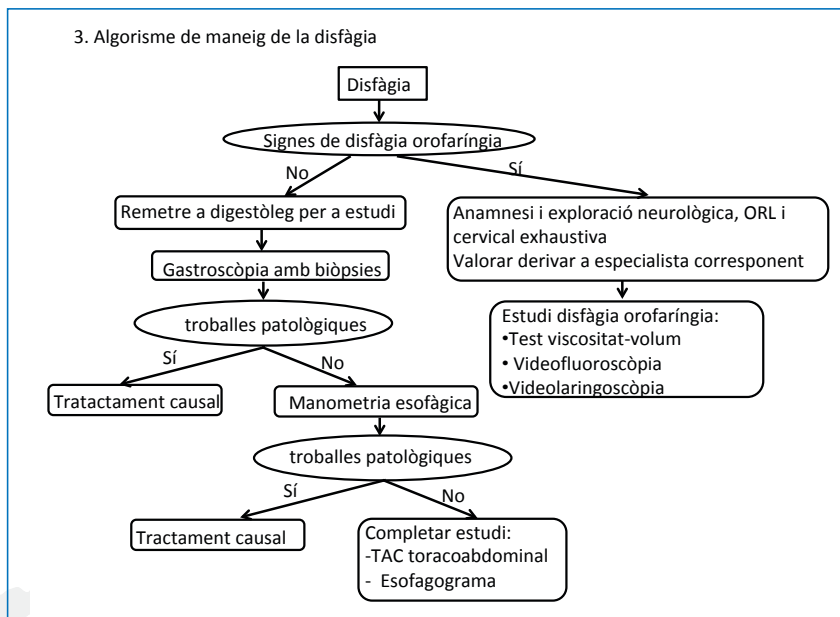 3. Algorisme de maneig de la disfàgia
Disfàgia
Signes de disfàgia orofaríngia
No
Sí
Remetre a digestòleg per a estudi
Anamnesi i exploració neurològica, ORL i
cervical exhaustiva
Valorar derivar a especialista corresponent
Gastroscòpia amb biòpsies
Estudi disfàgia orofaríngia:
•Test viscositat-volum
• Videofluoroscòpia
•Videolaringoscòpia
troballes patològiques
Sí
No
Tratactament causal
Manometria esofàgica
troballes patològiques
Sí
No
Tractament causal
Completar estudi:
-TAC toracoabdominal
- Esofagograma